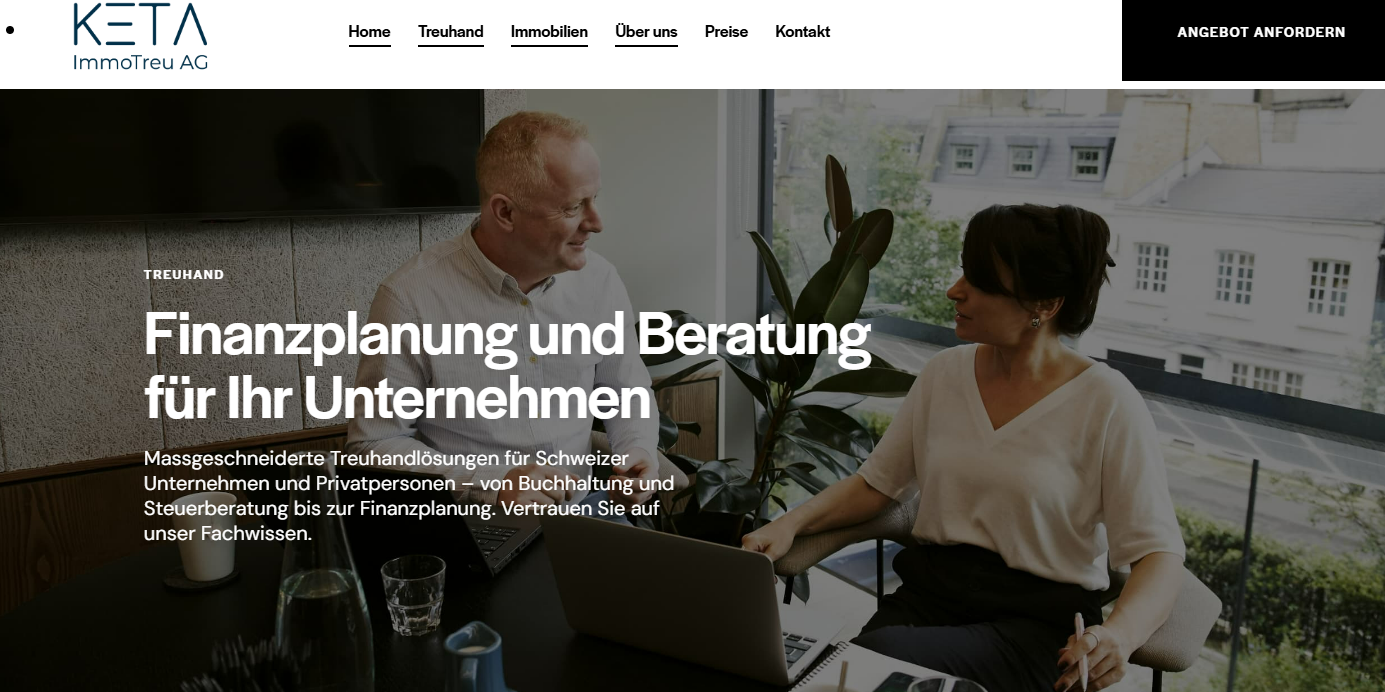 KETA
ImmoTreu AG
Home Treuhand Immobilien Über uns Preise Kontakt
ANGEBOT ANFORDERN
TREUHAND
Finanzplanung und Beratung
für Ihr Unternehmen
Massgeschneiderte Treuhandlösungen für Schweizer
Unternehmen und Privatpersonen – von Buchhaltung und
Steuerberatung bis zur Finanzplanung. Vertrauen Sie auf
unser Fachwissen.